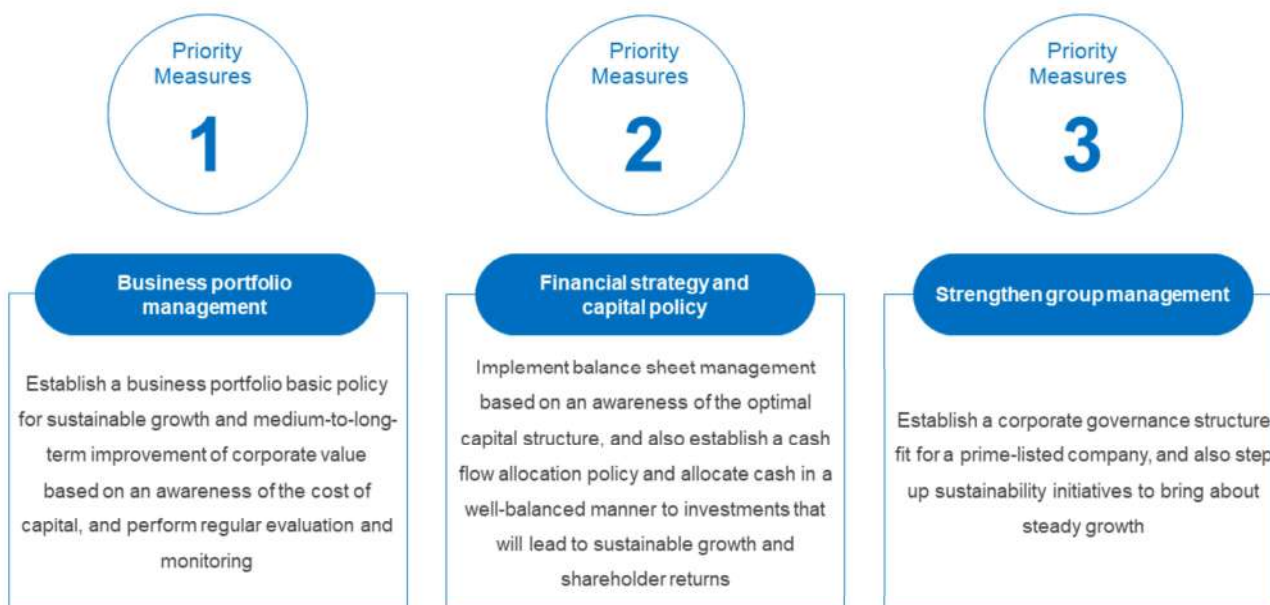 Priority
Measures
1
Business portfolio
management
Establish a business portfolio basic policy
for sustainable growth and medium-to-long-
term improvement of corporate value
based on an awareness of the cost of
capital, and perform regular evaluation and
monitoring
Priority
Measures
2
Financial strategy and
capital policy
Implement balance sheet management
based on an awareness of the optimal
capital structure, and also establish a cash
flow allocation policy and allocate cash in a
well-balanced manner to investments that
will lead to sustainable growth and
shareholder returns
Priority
Measures
3
Strengthen group management
Establish a corporate governance structure
fit for a prime-listed company, and also step
up sustainability initiatives to bring about
steady growth